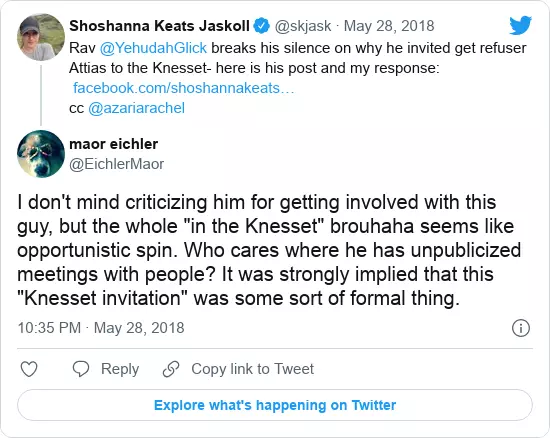 Shoshanna Keats Jaskoll @skjask · May 28, 2018
Rav @YehudahGlick breaks his silence on why he invited get refuser
Attias to the Knesset- here is his post and my response:
facebook.com/shoshannakeats…
cc @azariarachel
maor eichler
@EichlerMaor
I don't mind criticizing him for getting involved with this
guy, but the whole "in the Knesset" brouhaha seems like
opportunistic spin. Who cares where he has unpublicized
meetings with people? It was strongly implied that this
"Knesset invitation" was some sort of formal thing.
10:35 PM · May 28, 2018
Reply Copy link to Tweet
Explore what's happening on Twitter